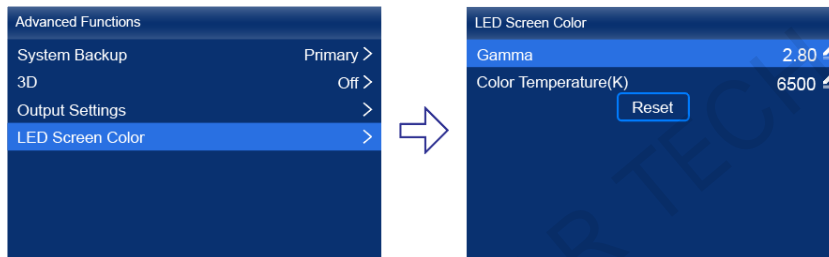 Advanced Functions
System Backup Primary >
3D Off >
Output Settings >
LED Screen Color >
LED Screen Color
Gamma 2.80
Color Temperature(K) 6500
Reset
R TECH